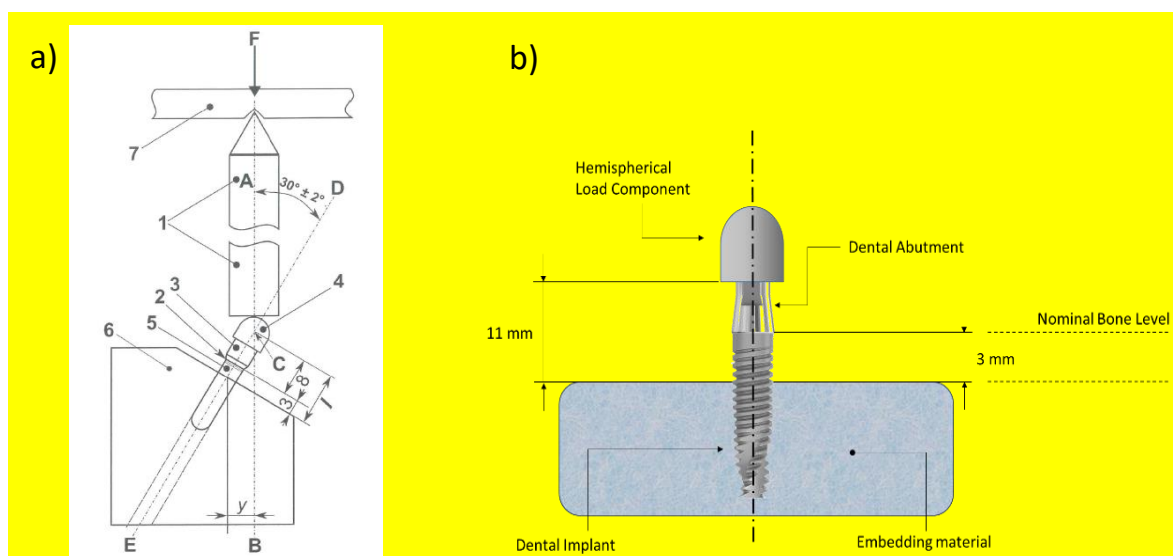 a)
F
7
A
30° ± 2°
D
1
3
2
4
5
6
C
8
3
l
y
E
B
b)
Hemispherical
Load Component
Dental Abutment
11 mm
Nominal Bone Level
3 mm
Dental Implant
Embedding material